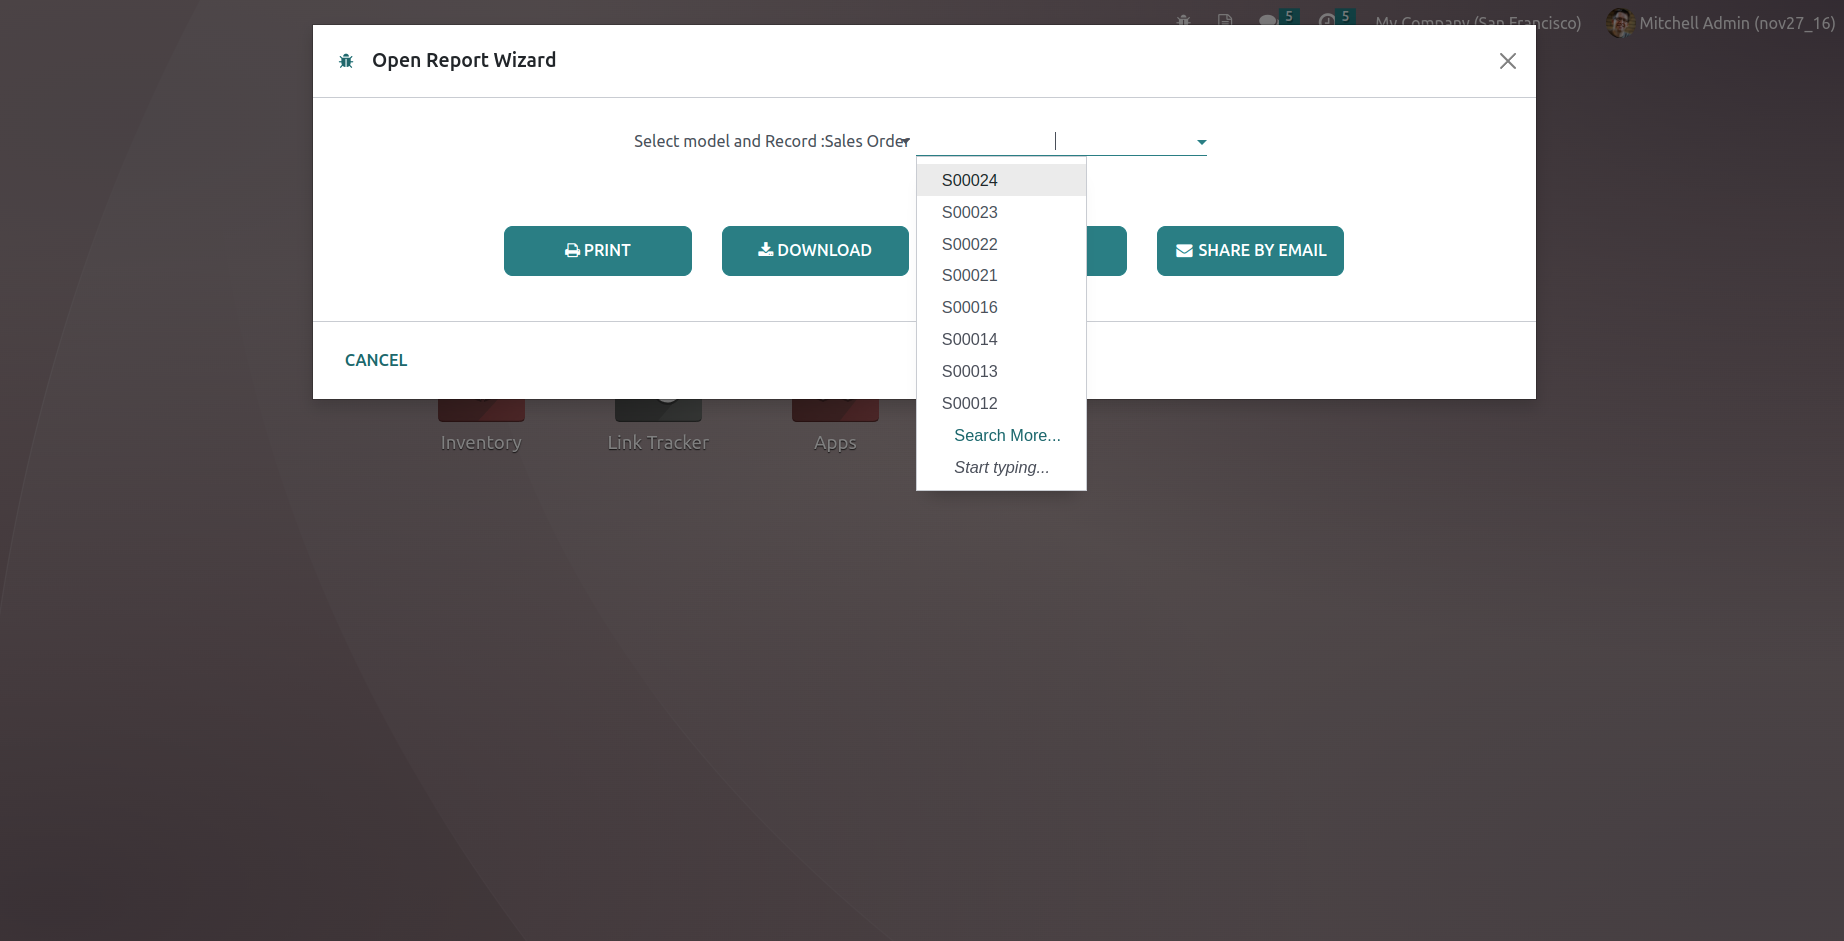 5
5
My Company (San Francisco)
Mitchell Admin (nov27_16)
Open Report Wizard
Select model and Record :Sales Order
S00024
S00023
S00022
S00021
S00016
S00014
S00013
S00012
Search More...
Start typing...
PRINT
DOWNLOAD
SHARE BY EMAIL
CANCEL
Inventory
Link Tracker
Apps